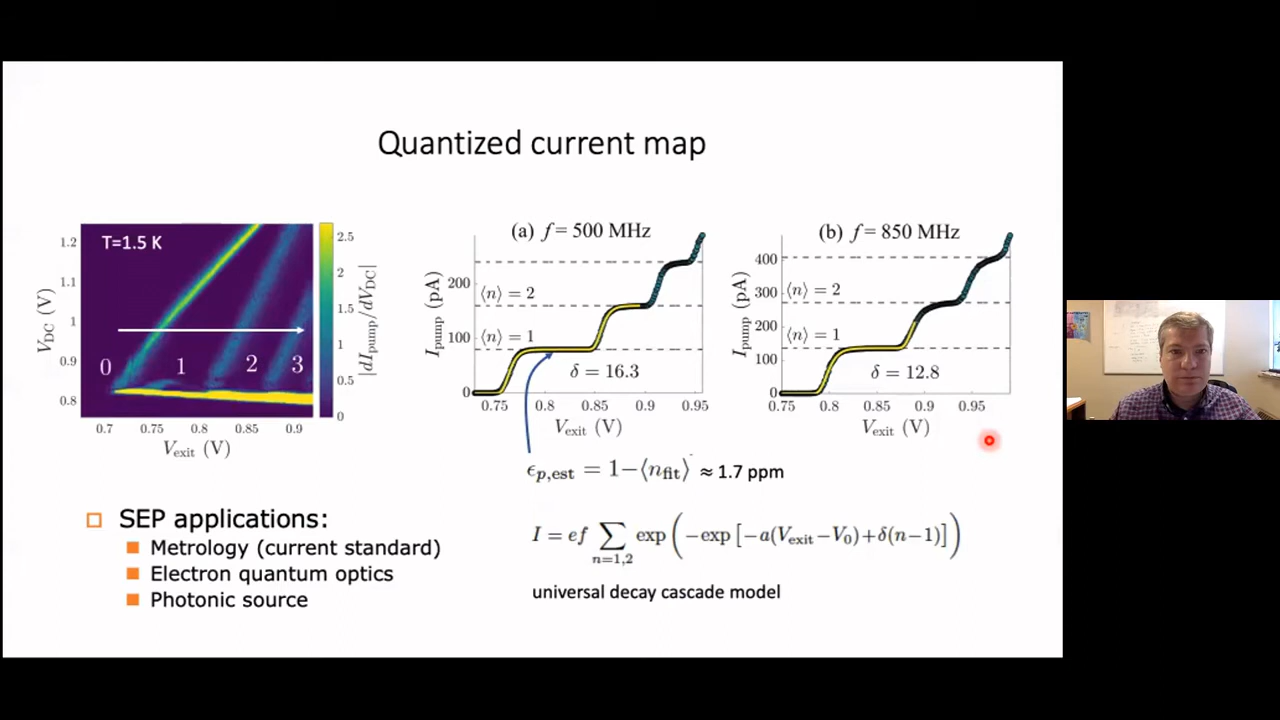 Quantized current map
T=1.5 K
1.2
1.1
1
0.9
0.8
V_DC (V)
0
1
2
3
0.7
0.75
0.8
0.85
0.9
V_exit (V)
2.5
2
1.5
1
0.5
0
|dI_pump/dV_DC|
(a) f = 500 MHz
I_pump (pA)
200
100
0
⟨n⟩ = 2
⟨n⟩ = 1
δ = 16.3
0.75
0.8
0.85
0.9
0.95
V_exit (V)
(b) f = 850 MHz
I_pump (pA)
400
300
200
100
0
⟨n⟩ = 2
⟨n⟩ = 1
δ = 12.8
0.75
0.8
0.85
0.9
0.95
V_exit (V)
ϵ_p,est = 1−⟨n_fit⟩ ≈ 1.7 ppm
SEP applications:
Metrology (current standard)
Electron quantum optics
Photonic source
I = ef ∑ n=1,2 exp(−exp [−a(V_exit−V_0)+δ(n−1)])
universal decay cascade model